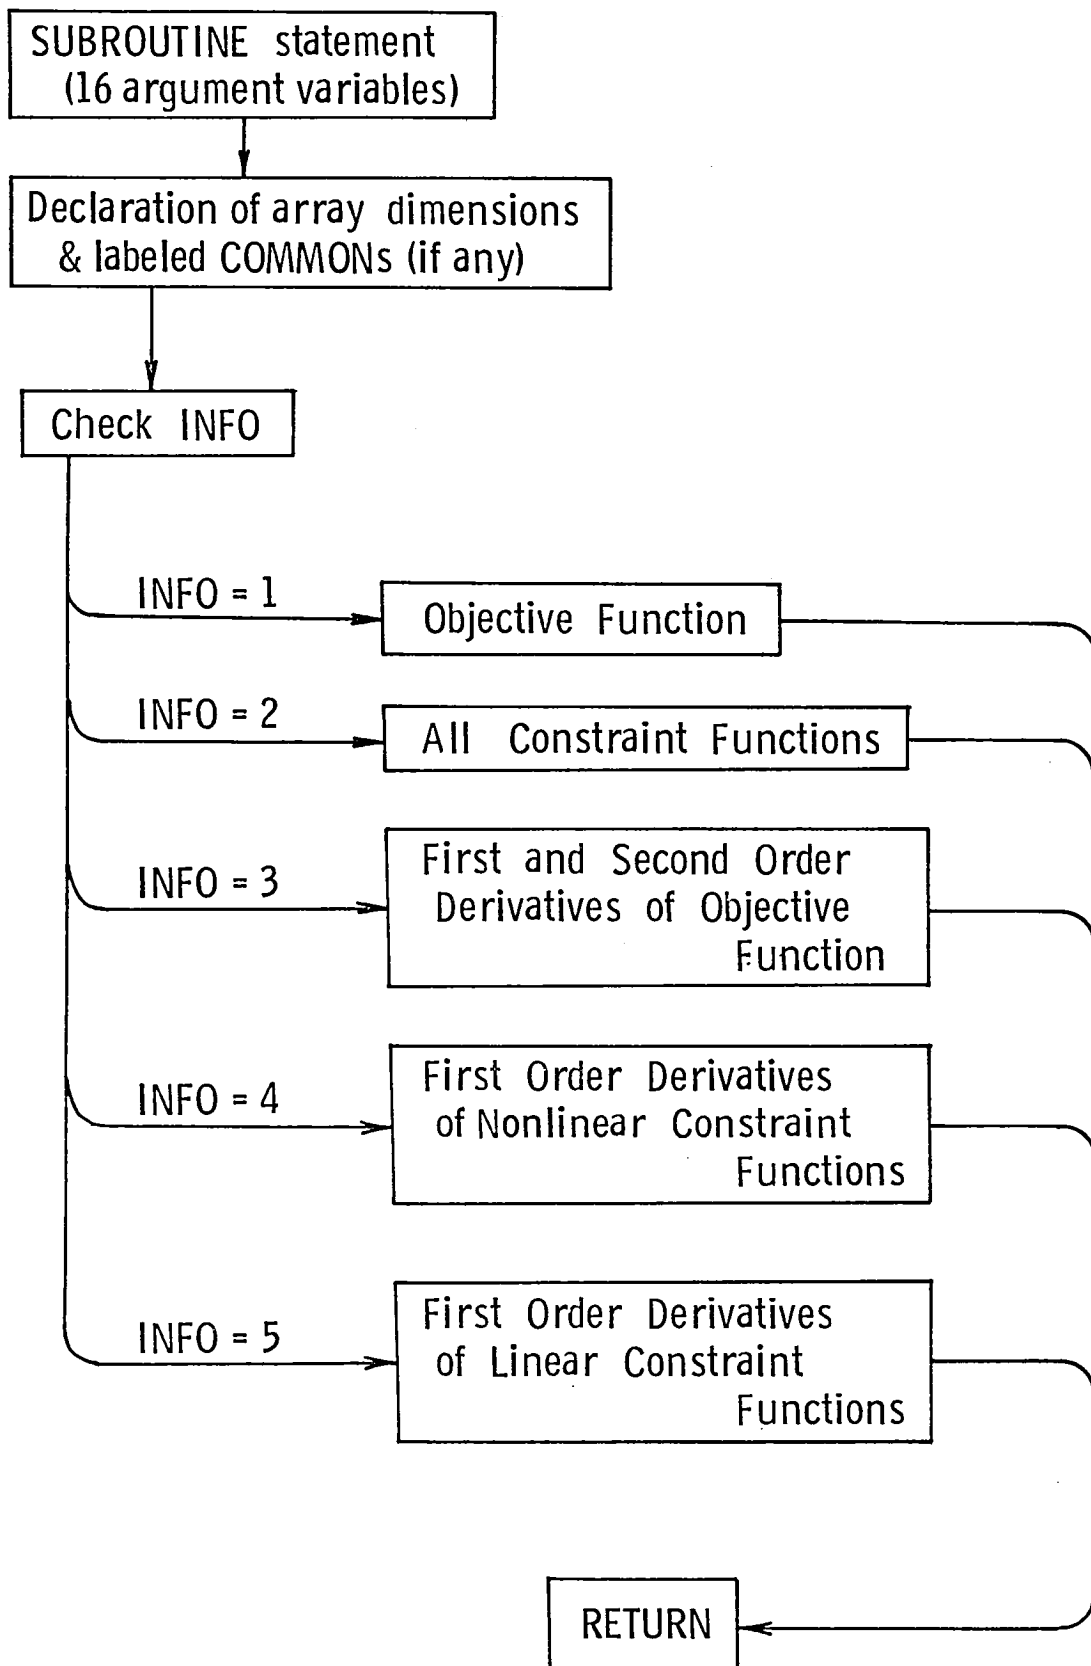 SUBROUTINE statement
(16 argument variables)
Declaration of array dimensions
& labeled COMMONs (if any)
Check INFO
INFO = 1
Objective Function
INFO = 2
All Constraint Functions
INFO = 3
First and Second Order
Derivatives of Objective
Function
INFO = 4
First Order Derivatives
of Nonlinear Constraint
Functions
INFO = 5
First Order Derivatives
of Linear Constraint
Functions
RETURN